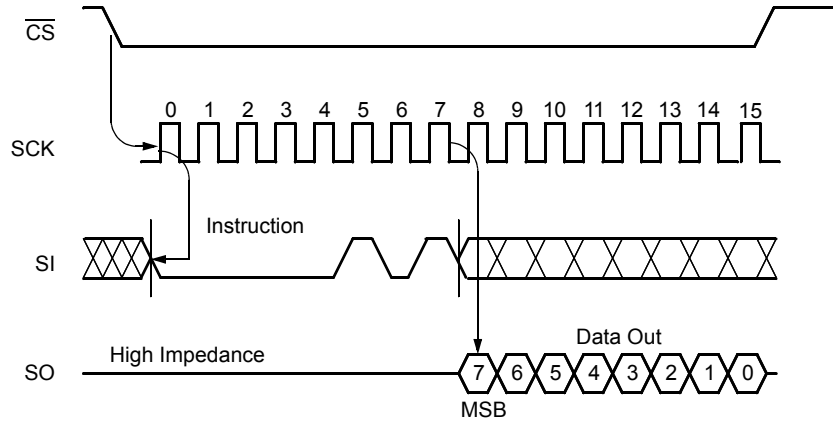 CS
0 1 2 3 4 5 6 7 8 9 10 11 12 13 14 15
SCK
Instruction
SI
High Impedance
Data Out
SO
7 6 5 4 3 2 1 0
MSB